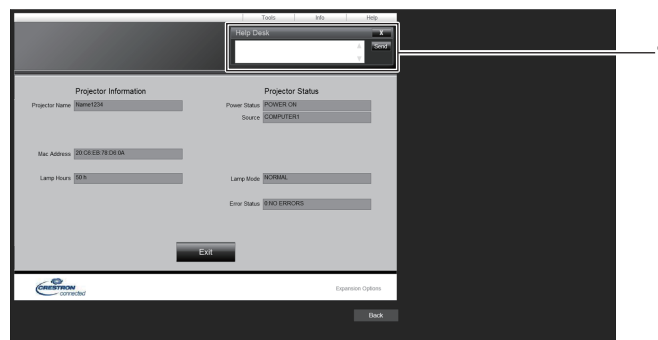 Tools Info Help
Help Desk X
Send
Projector Information Projector Status
Projector Name Name1234 Power Status POWER ON
Source COMPUTER1
Mac Address 20:C6:EB:78:D6:0A
Lamp Hours 50 h Lamp Mode NORMAL
Error Status 0:NO ERRORS
Exit
CRESTRON
connected Expansion Options
Back